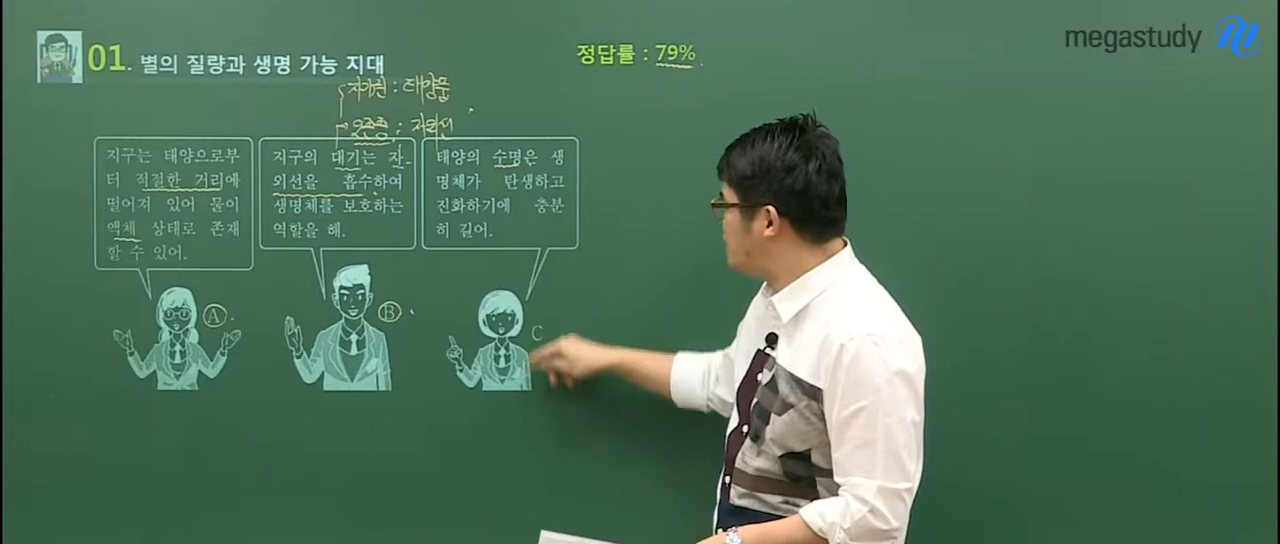 megastudy
01. 별의 질량과 생명 가능 지대
정답률 : 79%
자기권 : 태양풍
오존층 : 자외선
지구는 태양으로부
터 적절한 거리에
떨어져 있어 물이
액체 상태로 존재
할 수 있어.
A
지구의 대기는 자
외선을 흡수하여
생명체를 보호하는
역할을 해.
B
태양의 수명은 생
명체가 탄생하고
진화하기에 충분
히 길어.
C